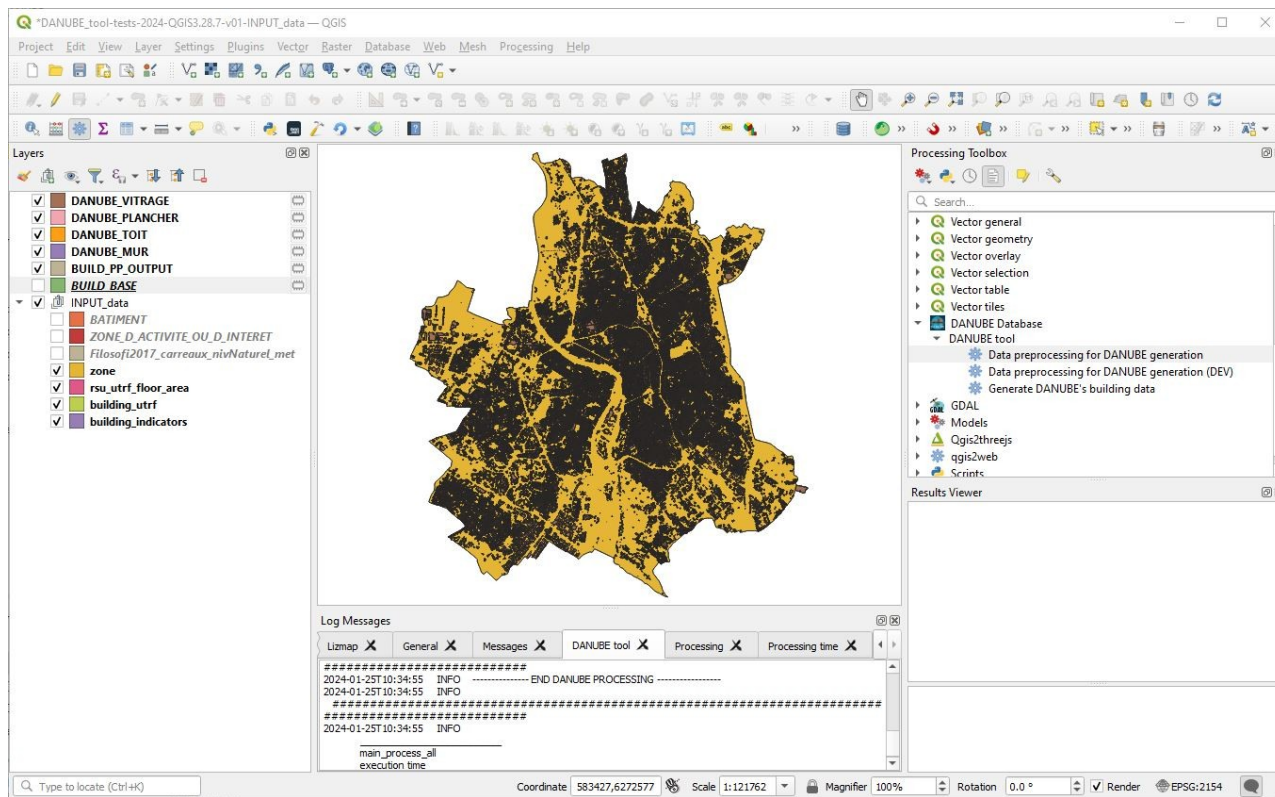 *DANUBE_tool-tests-2024-QGIS3.28.7-v01-INPUT_data — QGIS
Project Edit View Layer Settings Plugins Vector Raster Database Web Mesh Processing Help
Layers
DANUBE_VITRAGE
DANUBE_PLANCHER
DANUBE_TOIT
DANUBE_MUR
BUILD_PP_OUTPUT
BUILD_BASE
INPUT_data
BATIMENT
ZONE_D_ACTIVITE_OU_D_INTERET
Filosofi2017_carreaux_nivNaturel_met
zone
rsu_utrf_floor_area
building_utrf
building_indicators
Processing Toolbox
Search...
Vector general
Vector geometry
Vector overlay
Vector selection
Vector table
Vector tiles
DANUBE Database
DANUBE tool
Data preprocessing for DANUBE generation
Data preprocessing for DANUBE generation (DEV)
Generate DANUBE's building data
GDAL
Models
Qgis2threejs
qgis2web
Scripts
Results Viewer
Log Messages
Lizmap General Messages DANUBE tool Processing Processing time
###########################
2024-01-25T10:34:55 INFO --------------- END DANUBE PROCESSING -----------------
2024-01-25T10:34:55 INFO
##########################################################################
###########################
2024-01-25T10:34:55 INFO
main_process_all
execution time
Type to locate (Ctrl+K) Coordinate 583427,6272577 Scale 1:121762 Magnifier 100% Rotation 0.0 ° Render EPSG:2154